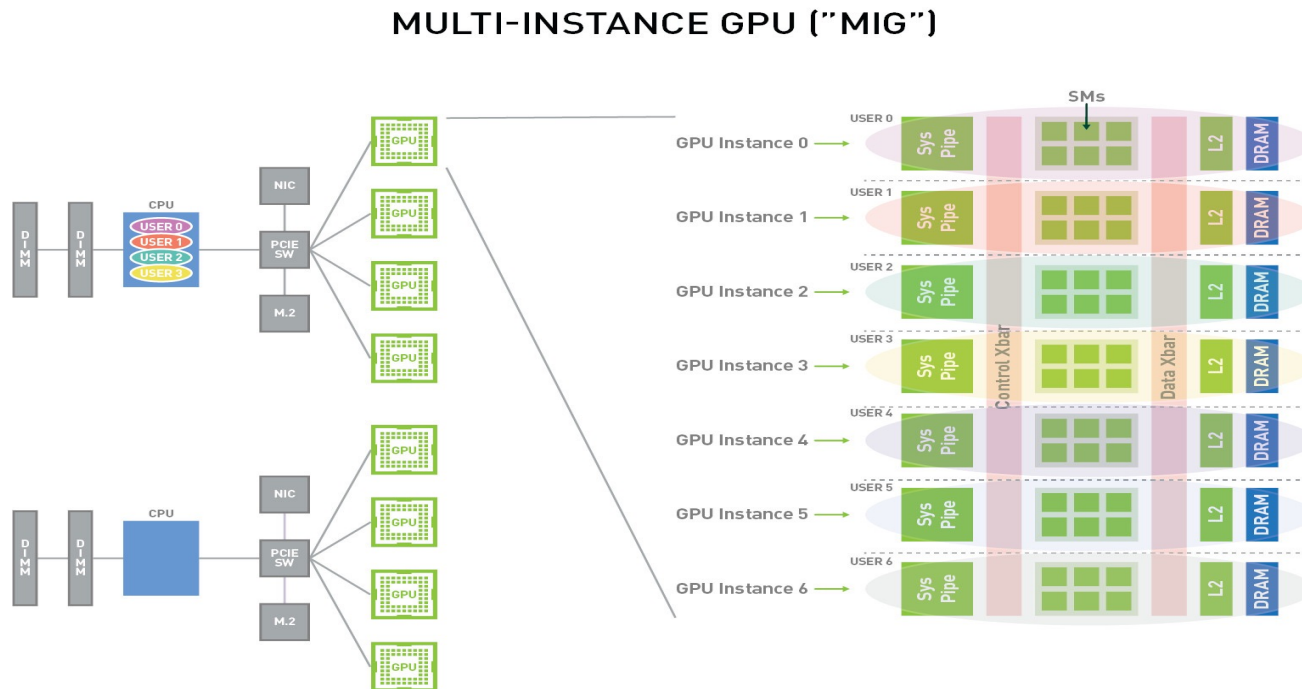 MULTI-INSTANCE GPU ("MIG")
DIMM
DIMM
CPU
USER 0
USER 1
USER 2
USER 3
NIC
PCIE
SW
M.2
GPU
GPU
GPU
GPU
DIMM
DIMM
CPU
NIC
PCIE
SW
M.2
GPU
GPU
GPU
GPU
SMs
GPU Instance 0
USER 0
Sys
Pipe
L2
DRAM
GPU Instance 1
USER 1
Sys
Pipe
L2
DRAM
GPU Instance 2
USER 2
Sys
Pipe
L2
DRAM
GPU Instance 3
USER 3
Sys
Pipe
Control Xbar
Data Xbar
L2
DRAM
GPU Instance 4
USER 4
Sys
Pipe
L2
DRAM
GPU Instance 5
USER 5
Sys
Pipe
L2
DRAM
GPU Instance 6
USER 6
Sys
Pipe
L2
DRAM